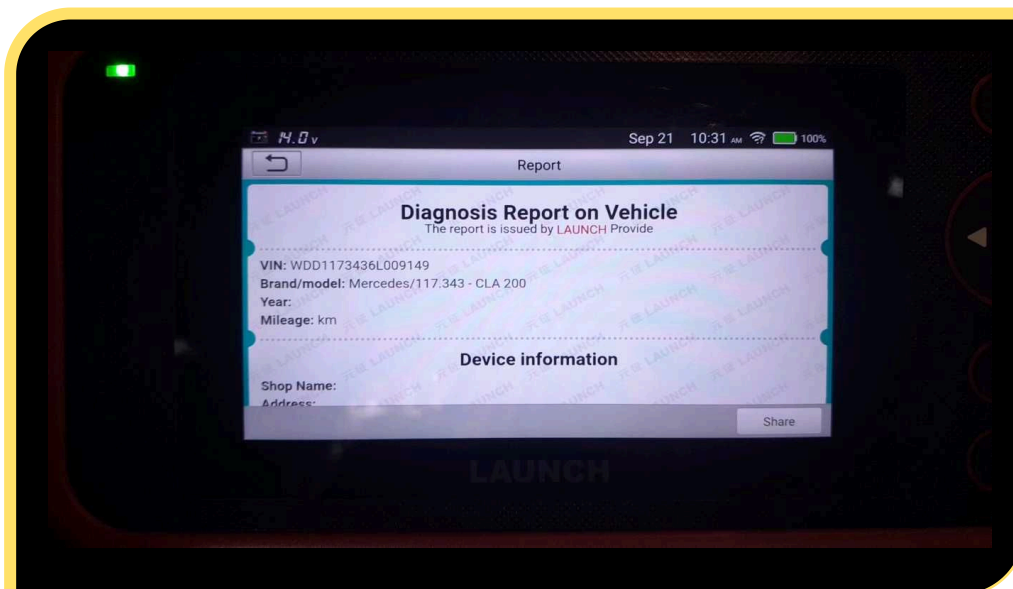 14.0 v Sep 21 10:31 AM 100%
Report
Diagnosis Report on Vehicle
The report is issued by LAUNCH Provide
VIN: WDD1173436L009149
Brand/model: Mercedes/117.343 - CLA 200
Year:
Mileage: km
Device information
Shop Name:
Address:
Share
LAUNCH